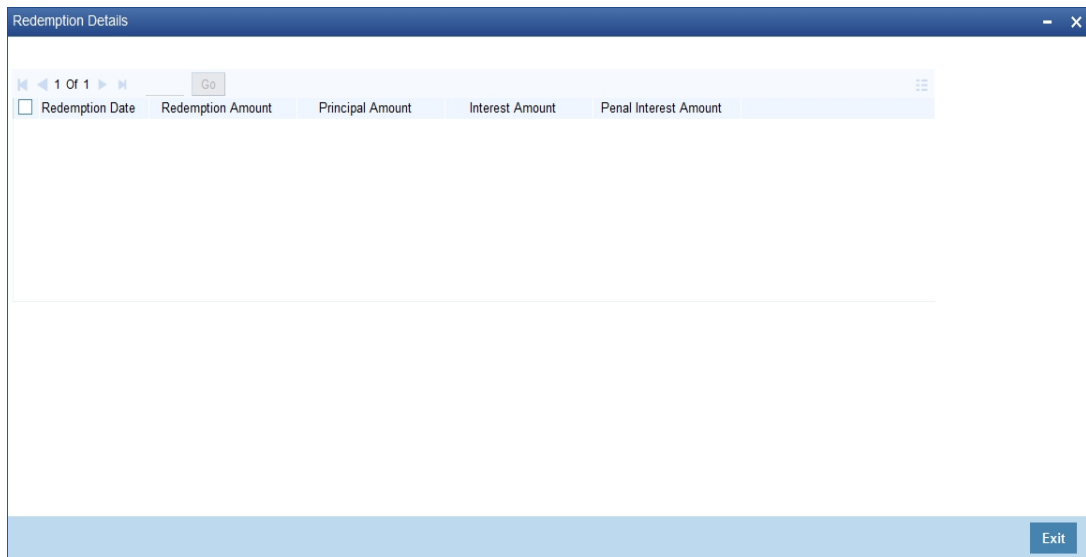 Redemption Details
1 Of 1 Go
Redemption Date Redemption Amount Principal Amount Interest Amount Penal Interest Amount
Exit